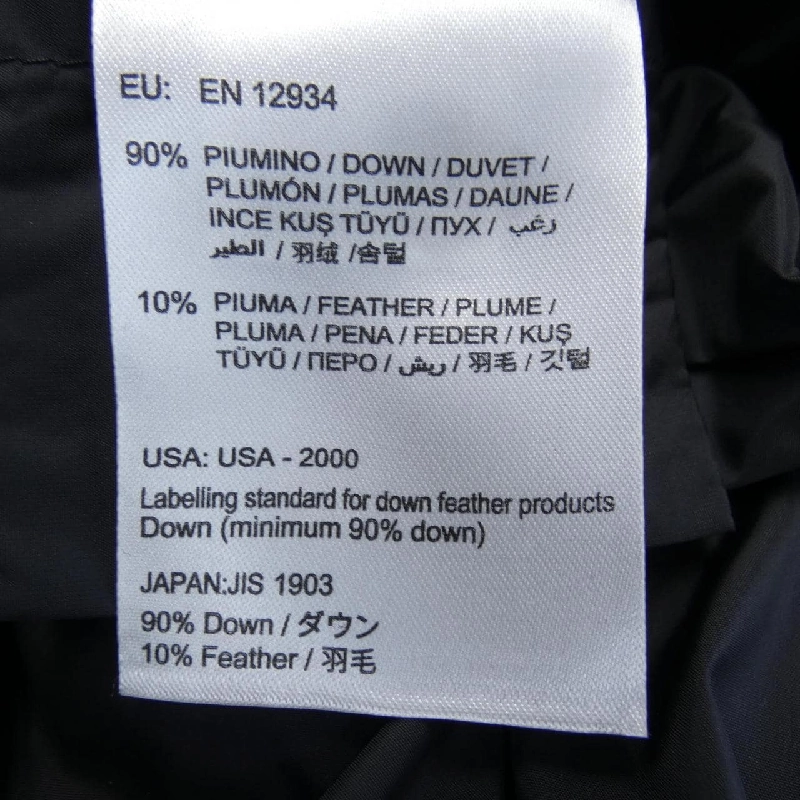 EU: EN 12934
90% PIUMINO / DOWN / DUVET /
PLUMÓN / PLUMAS / DAUNE /
INCE KUŞ TÜYÜ / ПУХ / زغب
الطير / 羽绒 /솜털
10% PIUMA / FEATHER / PLUME /
PLUMA / PENA / FEDER / KUŞ
TÜYÜ / ПЕРО / ريش / 羽毛 / 깃털
USA: USA - 2000
Labelling standard for down feather products
Down (minimum 90% down)
JAPAN:JIS 1903
90% Down / ダウン
10% Feather / 羽毛